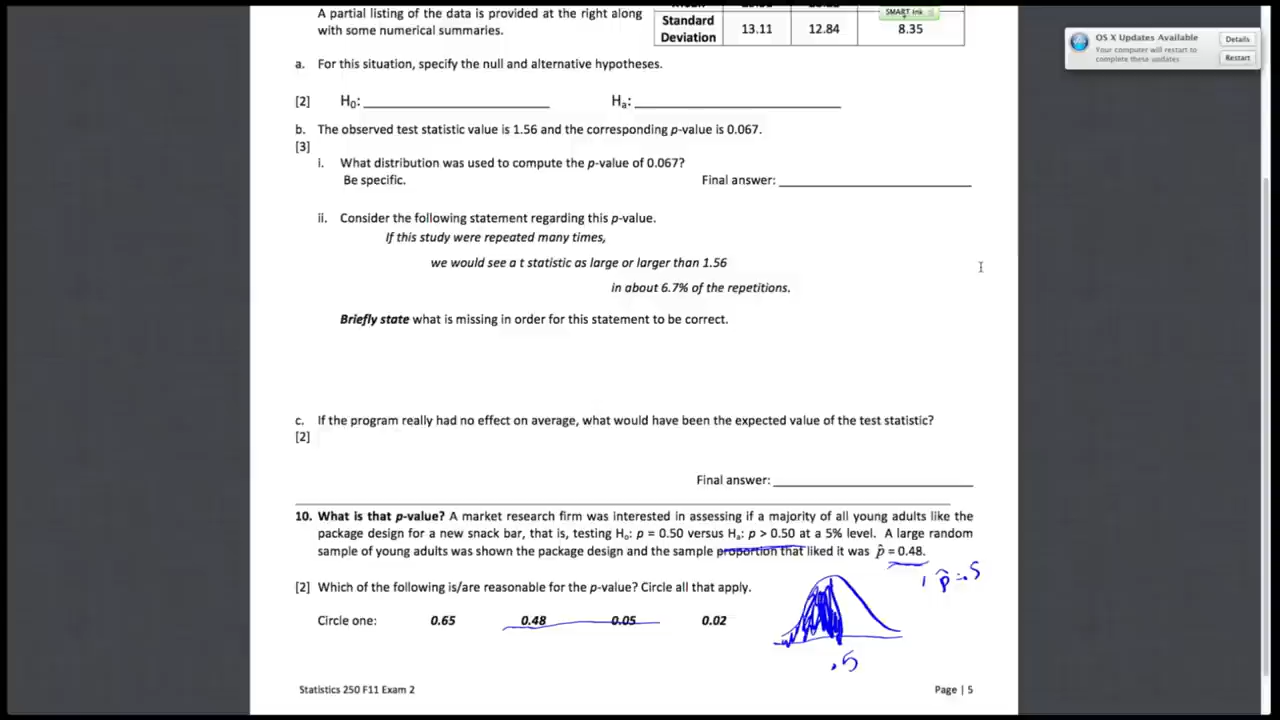 A partial listing of the data is provided at the right along
with some numerical summaries.
Standard Deviation 13.11 12.84 8.35
SMART Ink
OS X Updates Available
Your computer will restart to
complete these updates
Details
Restart
a. For this situation, specify the null and alternative hypotheses.
[2] H0: ____________ Ha: ____________
b. The observed test statistic value is 1.56 and the corresponding p-value is 0.067.
[3]
i. What distribution was used to compute the p-value of 0.067?
Be specific. Final answer: ____________
ii. Consider the following statement regarding this p-value.
If this study were repeated many times,
we would see a t statistic as large or larger than 1.56
in about 6.7% of the repetitions.
Briefly state what is missing in order for this statement to be correct.
c. If the program really had no effect on average, what would have been the expected value of the test statistic?
[2]
Final answer: ____________
10. What is that p-value? A market research firm was interested in assessing if a majority of all young adults like the
package design for a new snack bar, that is, testing H0: p = 0.50 versus Ha: p > 0.50 at a 5% level. A large random
sample of young adults was shown the package design and the sample proportion that liked it was p̂ = 0.48.
p̂ = .5
[2] Which of the following is/are reasonable for the p-value? Circle all that apply.
Circle one: 0.65 0.48 0.05 0.02
.5
Statistics 250 F11 Exam 2 Page | 5